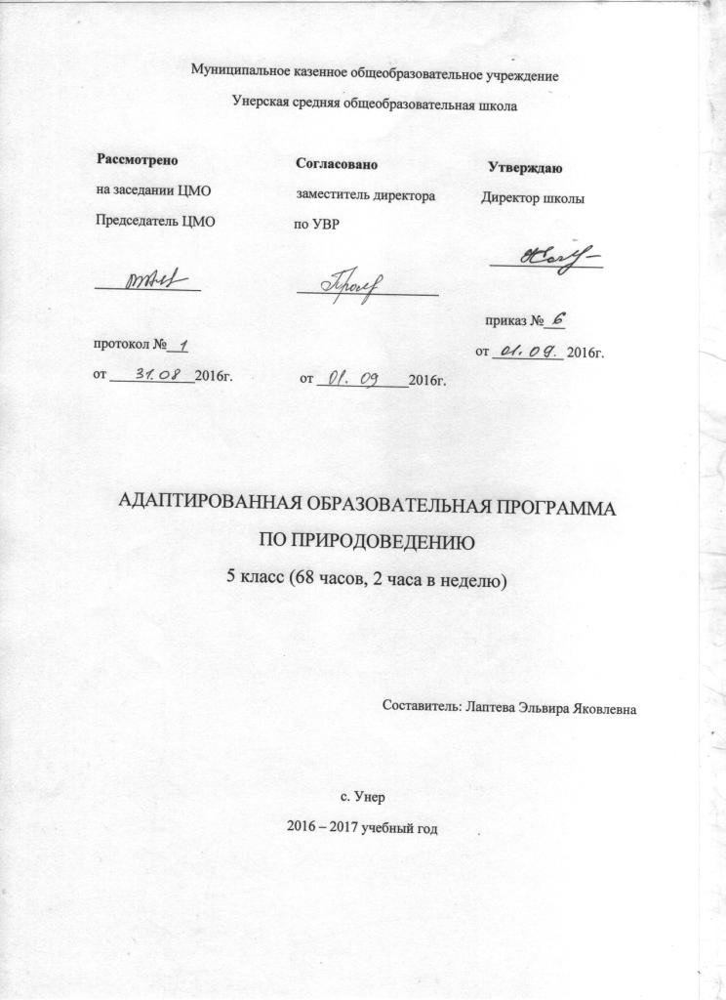 Муниципальное казенное общеобразовательное учреждение
Унерская средняя общеобразовательная школа
Рассмотрено
на заседании ЦМО
Председатель ЦМО
протокол № 1
от 31.08 2016г.
Согласовано
заместитель директора
по УВР
от 01.09 2016г.
Утверждаю
Директор школы
приказ № 6
от 01.09. 2016г.
АДАПТИРОВАННАЯ ОБРАЗОВАТЕЛЬНАЯ ПРОГРАММА
ПО ПРИРОДОВЕДЕНИЮ
5 класс (68 часов, 2 часа в неделю)
Составитель: Лаптева Эльвира Яковлевна
с. Унер
2016 – 2017 учебный год